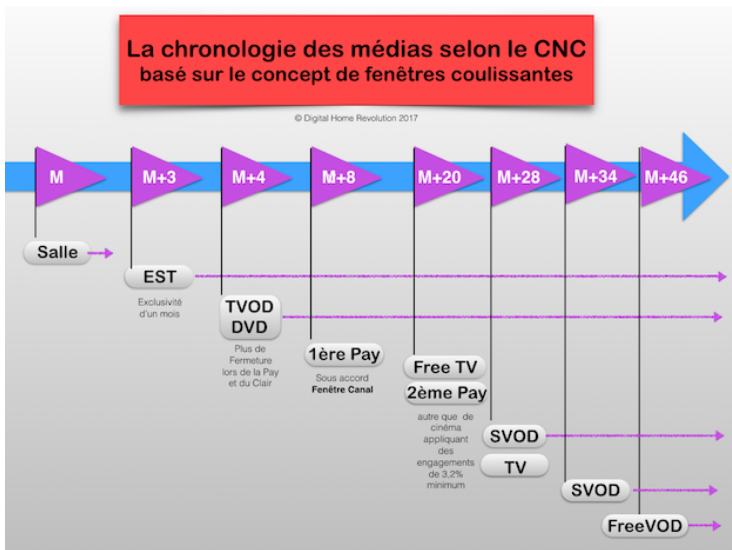 La chronologie des médias selon le CNC
basé sur le concept de fenêtres coulissantes
© Digital Home Revolution 2017
M
M+3
M+4
M+8
M+20
M+28
M+34
M+46
Salle
EST
Exclusivité
d'un mois
TVOD
DVD
Plus de
Fermeture
lors de la Pay
et du Clair
1ère Pay
Sous accord
Fenêtre Canal
Free TV
2ème Pay
autre que de
cinéma
appliquant
des
engagements
de 3,2%
minimum
SVOD
TV
SVOD
FreeVOD